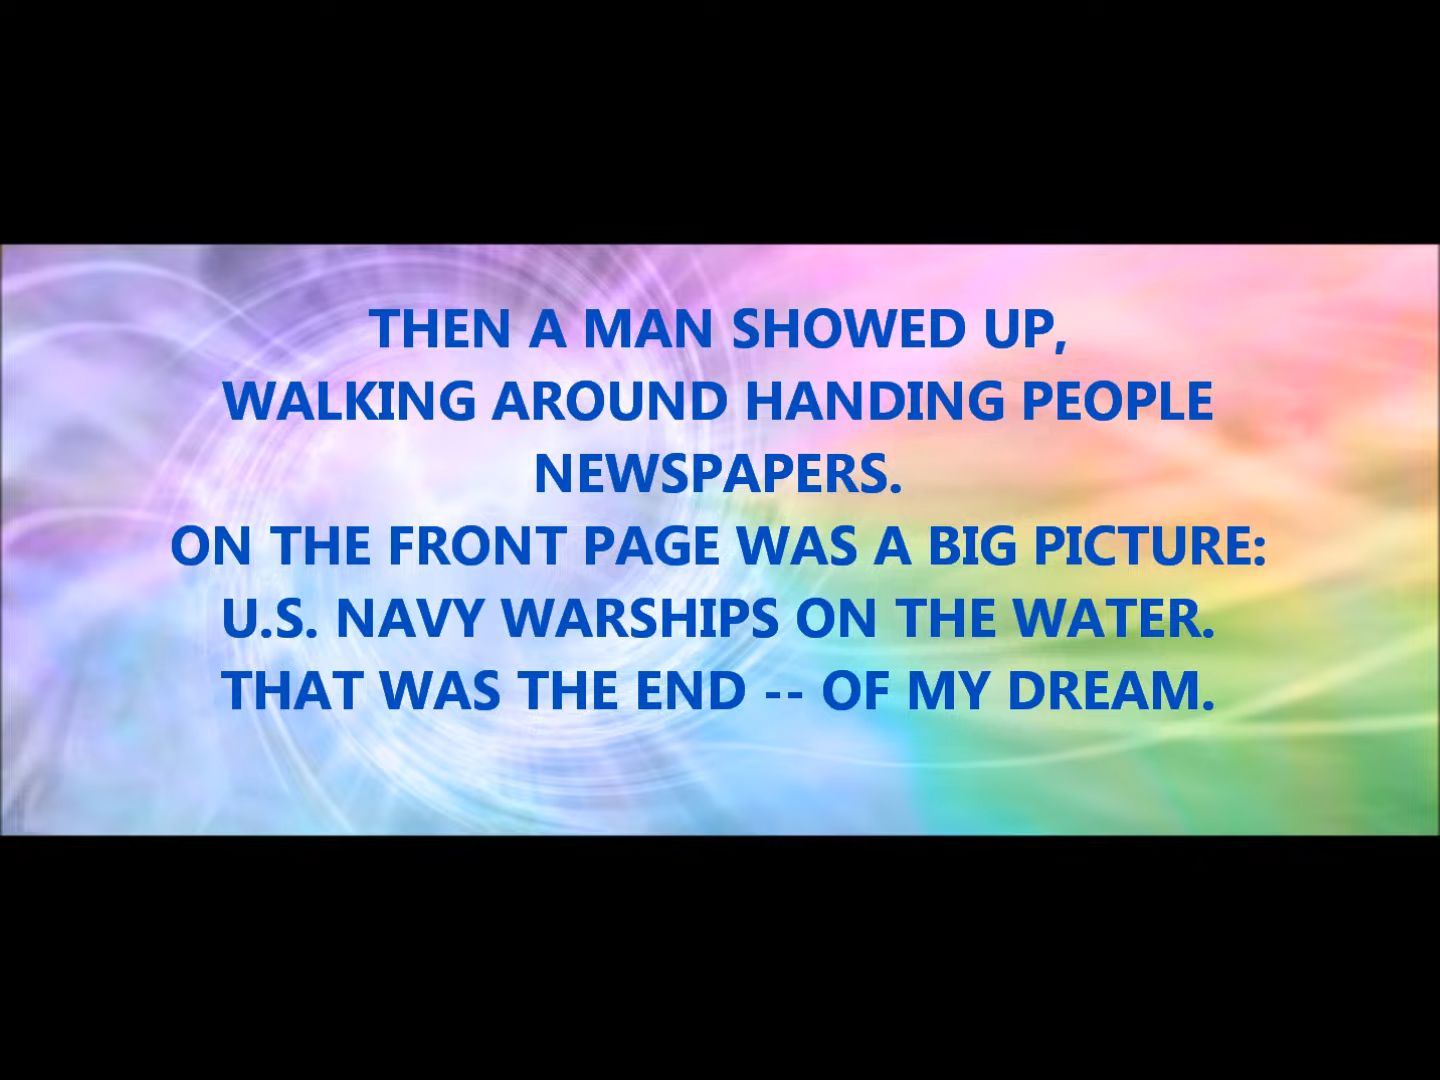 THEN A MAN SHOWED UP,
WALKING AROUND HANDING PEOPLE
NEWSPAPERS.
ON THE FRONT PAGE WAS A BIG PICTURE:
U.S. NAVY WARSHIPS ON THE WATER.
THAT WAS THE END -- OF MY DREAM.